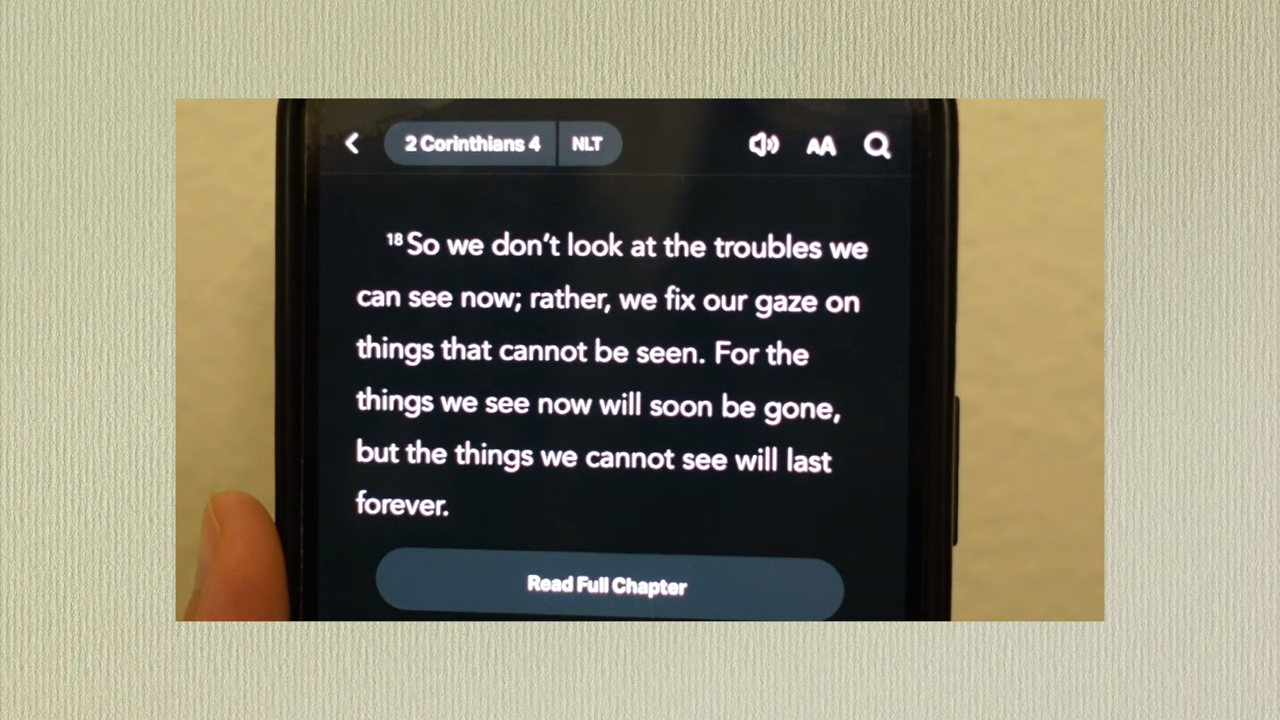 2 Corinthians 4 NLT AA
18 So we don't look at the troubles we
can see now; rather, we fix our gaze on
things that cannot be seen. For the
things we see now will soon be gone,
but the things we cannot see will last
forever.
Read Full Chapter